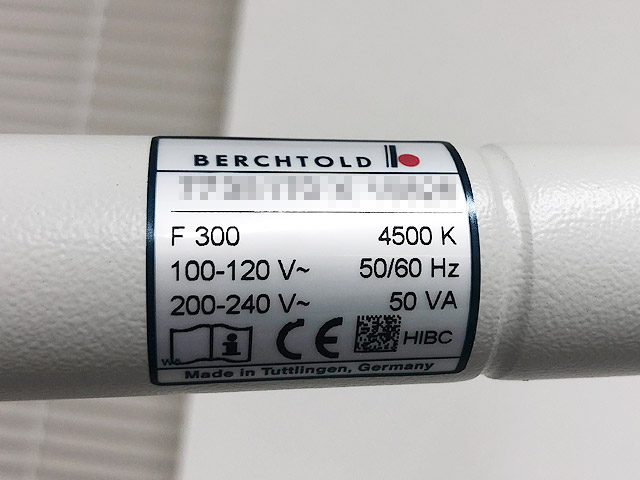 BERCHTOLD
F 300 4500 K
100-120 V~ 50/60 Hz
200-240 V~ 50 VA
CE HIBC
Made in Tuttlingen, Germany